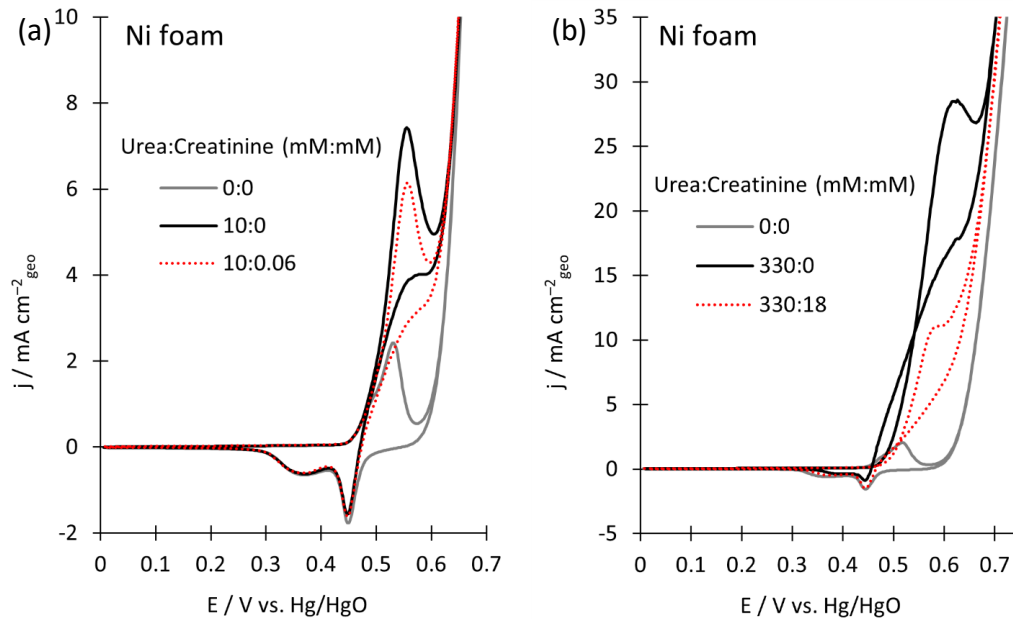 (a)
Ni foam
Urea:Creatinine (mM:mM)
0:0
10:0
10:0.06
10
8
6
4
2
0
-2
j / mA cm⁻²geo
0 0.1 0.2 0.3 0.4 0.5 0.6 0.7
E / V vs. Hg/HgO
(b)
Ni foam
Urea:Creatinine (mM:mM)
0:0
330:0
330:18
35
30
25
20
15
10
5
0
-5
j / mA cm⁻²geo
0 0.1 0.2 0.3 0.4 0.5 0.6 0.7
E / V vs. Hg/HgO